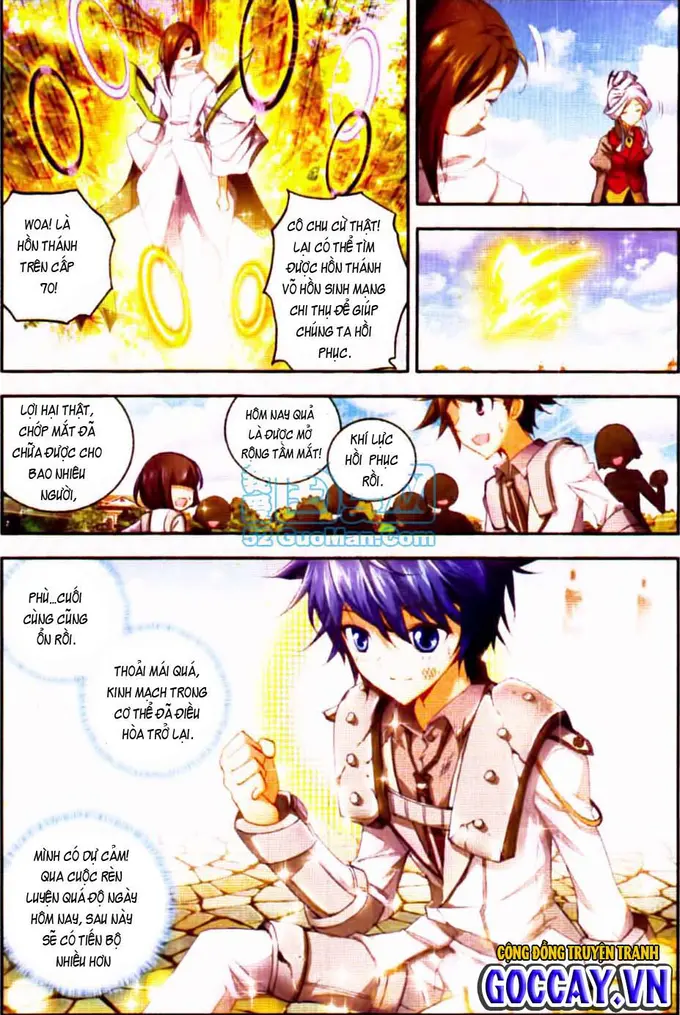 WOA! LÀ
HỒN THÁNH
TRÊN CẤP
70!
CÔ CHU CỪ THẬT!
LẠI CÓ THỂ TÌM
ĐƯỢC HỒN THÁNH
VÕ HỒN SINH MẠNG
CHI THỤ ĐỂ GIÚP
CHÚNG TA HỒI
PHỤC.
LỢI HẠI THẬT,
CHỚP MẮT ĐÃ
CHỮA ĐƯỢC CHO
BAO NHIÊU
NGƯỜI,
HÔM NAY QUẢ
LÀ ĐƯỢC MỞ
RỘNG TẦM MẮT!
KHÍ LỰC
HỒI PHỤC
RỒI.
52GuoMan.Com
PHÙ...CUỐI
CÙNG CŨNG
ỔN RỒI.
THOẢI MÁI QUÁ,
KINH MẠCH TRONG
CƠ THỂ ĐÃ ĐIỀU
HÒA TRỞ LẠI.
MÌNH CÓ DỰ CẢM!
QUA CUỘC RÈN
LUYỆN QUÁ ĐỘ NGÀY
HÔM NAY, SAU NÀY
SẼ CÓ TIẾN BỘ
NHIỀU HƠN
CỘNG ĐỒNG TRUYỆN TRANH
GOCCAY.VN